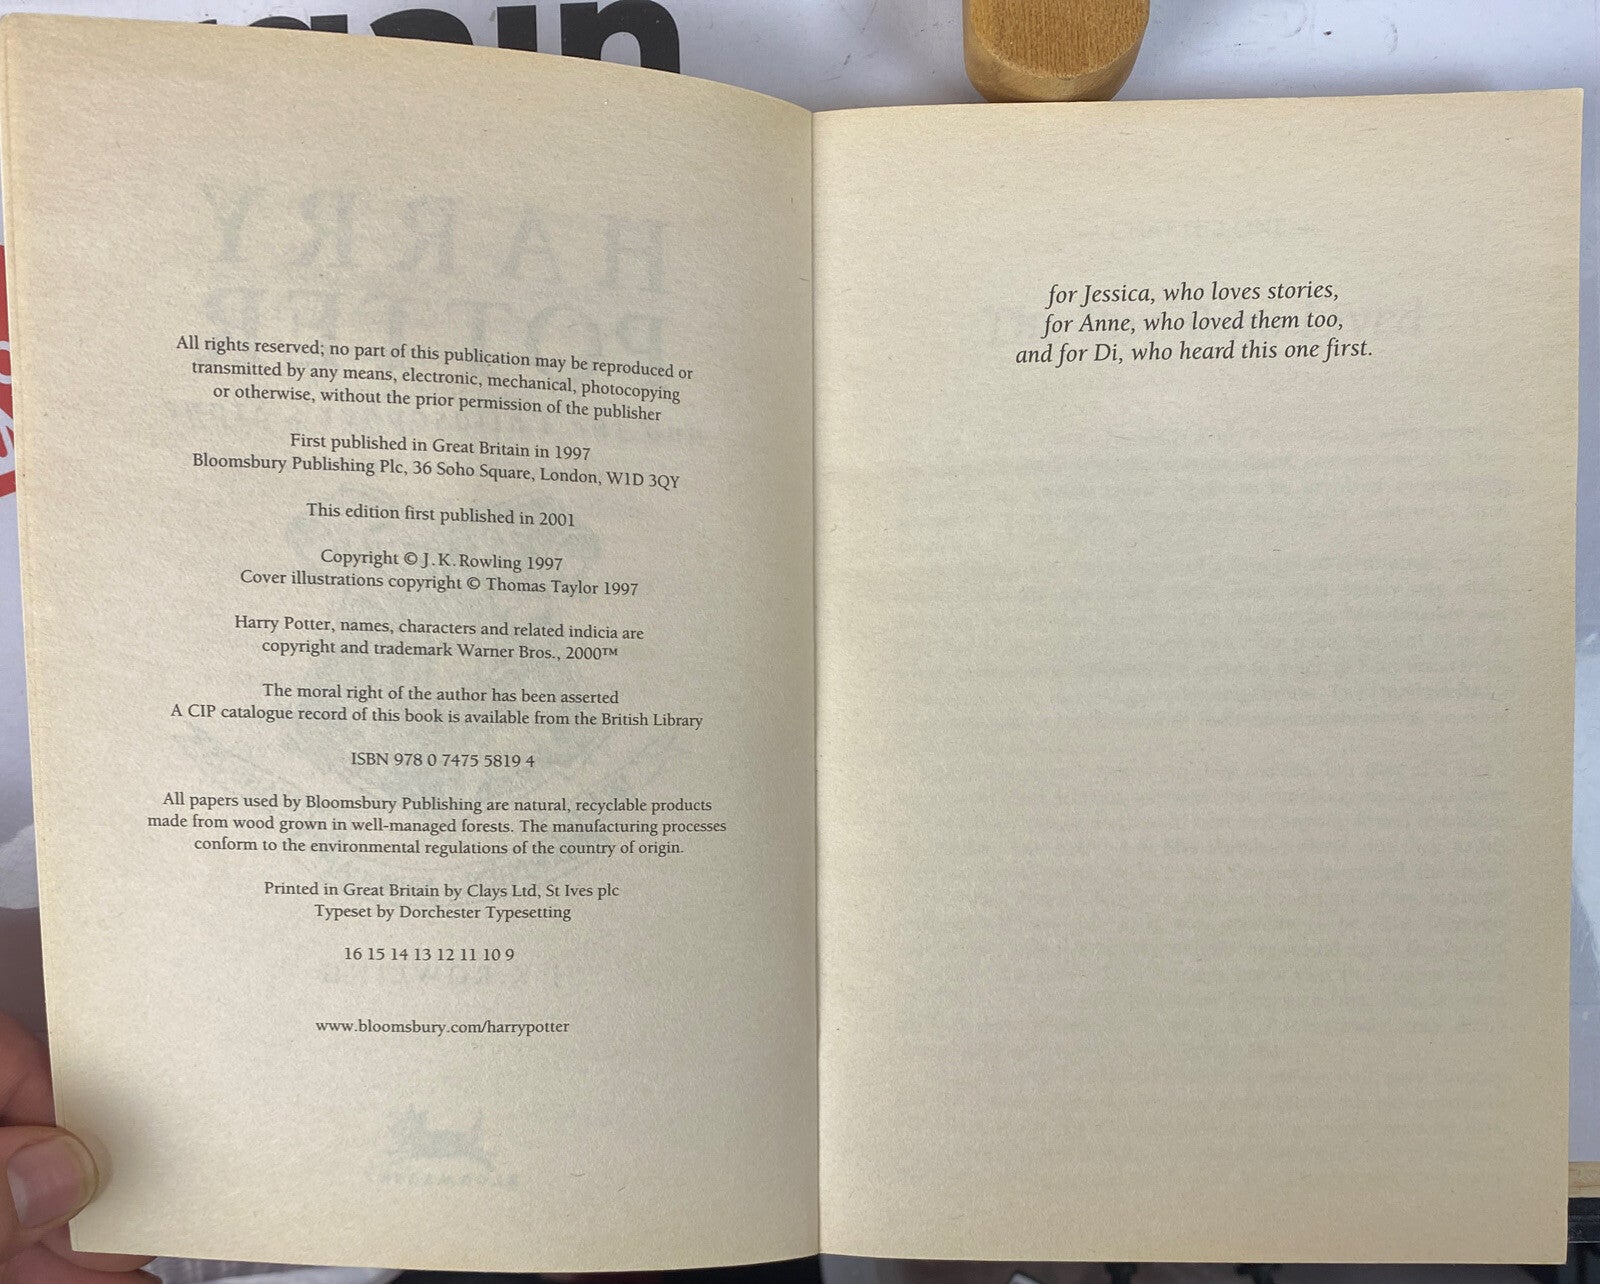 All rights reserved; no part of this publication may be reproduced or
transmitted by any means, electronic, mechanical, photocopying
or otherwise, without the prior permission of the publisher
First published in Great Britain in 1997
Bloomsbury Publishing Plc, 36 Soho Square, London, W1D 3QY
This edition first published in 2001
Copyright © J.K.Rowling 1997
Cover illustrations copyright © Thomas Taylor 1997
Harry Potter, names, characters and related indicia are
copyright and trademark Warner Bros., 2000™
The moral right of the author has been asserted
A CIP catalogue record of this book is available from the British Library
ISBN 978 0 7475 5819 4
All papers used by Bloomsbury Publishing are natural, recyclable products
made from wood grown in well-managed forests. The manufacturing processes
conform to the environmental regulations of the country of origin.
Printed in Great Britain by Clays Ltd, St Ives plc
Typeset by Dorchester Typesetting
16 15 14 13 12 11 10 9
www.bloomsbury.com/harrypotter
for Jessica, who loves stories,
for Anne, who loved them too,
and for Di, who heard this one first.